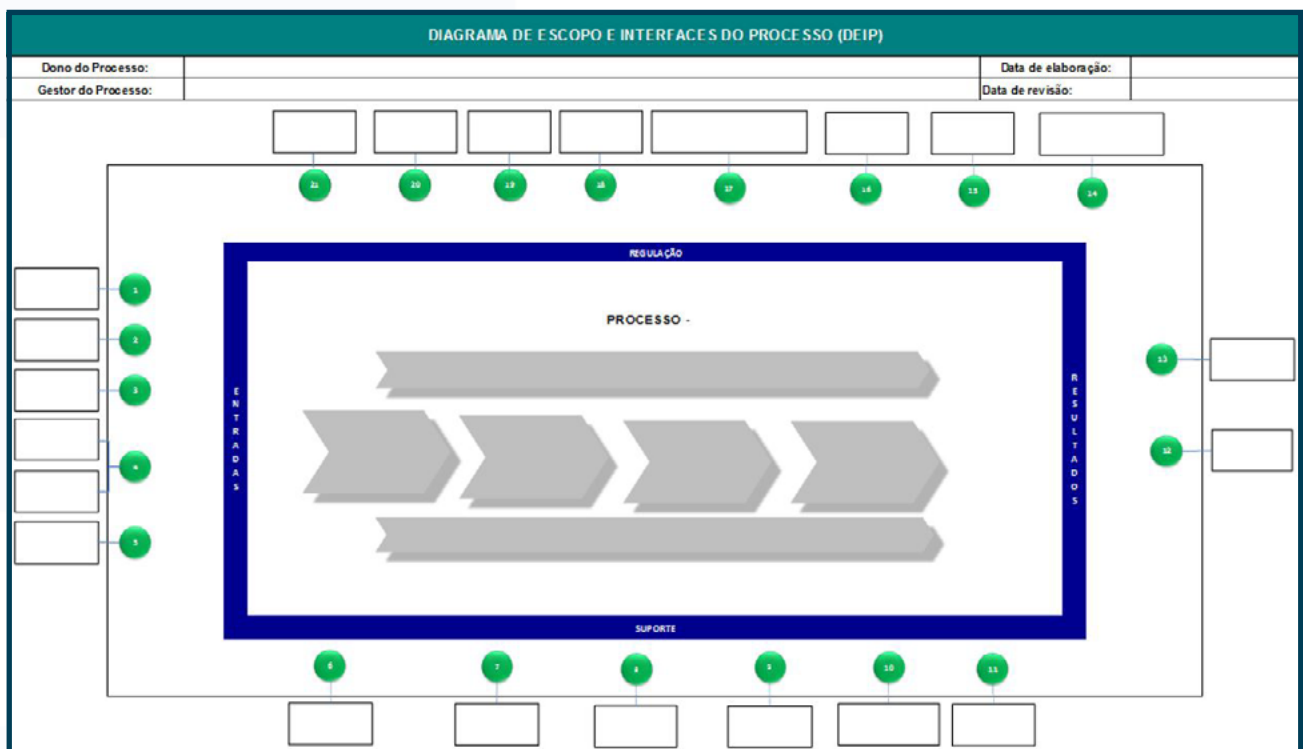 DIAGRAMA DE ESCOPO E INTERFACES DO PROCESSO (DEIP)
Dono do Processo:
Data de elaboração:
Gestor do Processo:
Data de revisão:
21 20 19 18 17 16 15 14
REGULAÇÃO
1
PROCESSO -
2
13
3
ENTRADAS
RESULTADOS
12
4
5
SUPORTE
6 7 8 9 10 11